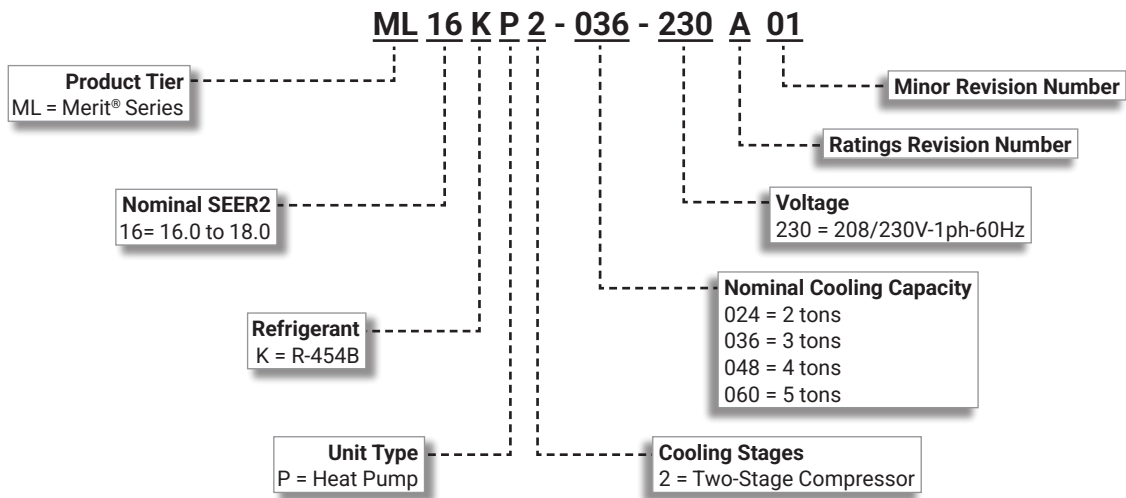 ML 16 K P 2 - 036 - 230 A 01
Product Tier
ML = Merit® Series
Minor Revision Number
Ratings Revision Number
Nominal SEER2
16= 16.0 to 18.0
Voltage
230 = 208/230V-1ph-60Hz
Nominal Cooling Capacity
024 = 2 tons
036 = 3 tons
048 = 4 tons
060 = 5 tons
Refrigerant
K = R-454B
Unit Type
P = Heat Pump
Cooling Stages
2 = Two-Stage Compressor